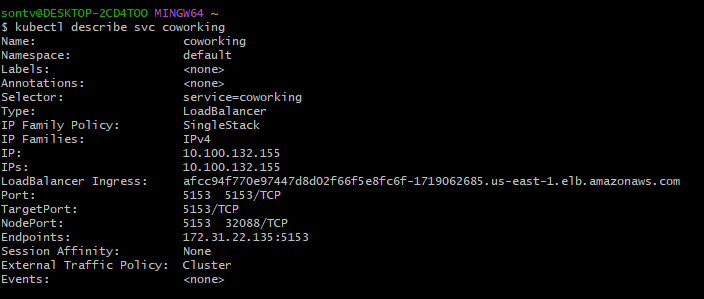 sontv@DESKTOP-2CD4TOO MINGW64 ~
$ kubectl describe svc coworking
Name:                     coworking
Namespace:                default
Labels:                   <none>
Annotations:              <none>
Selector:                 service=coworking
Type:                     LoadBalancer
IP Family Policy:         SingleStack
IP Families:              IPv4
IP:                       10.100.132.155
IPs:                      10.100.132.155
LoadBalancer Ingress:     afcc94f770e97447d8d02f66f5e8fc6f-1719062685.us-east-1.elb.amazonaws.com
Port:                     5153  5153/TCP
TargetPort:               5153/TCP
NodePort:                 5153  32088/TCP
Endpoints:                172.31.22.135:5153
Session Affinity:         None
External Traffic Policy:  Cluster
Events:                   <none>